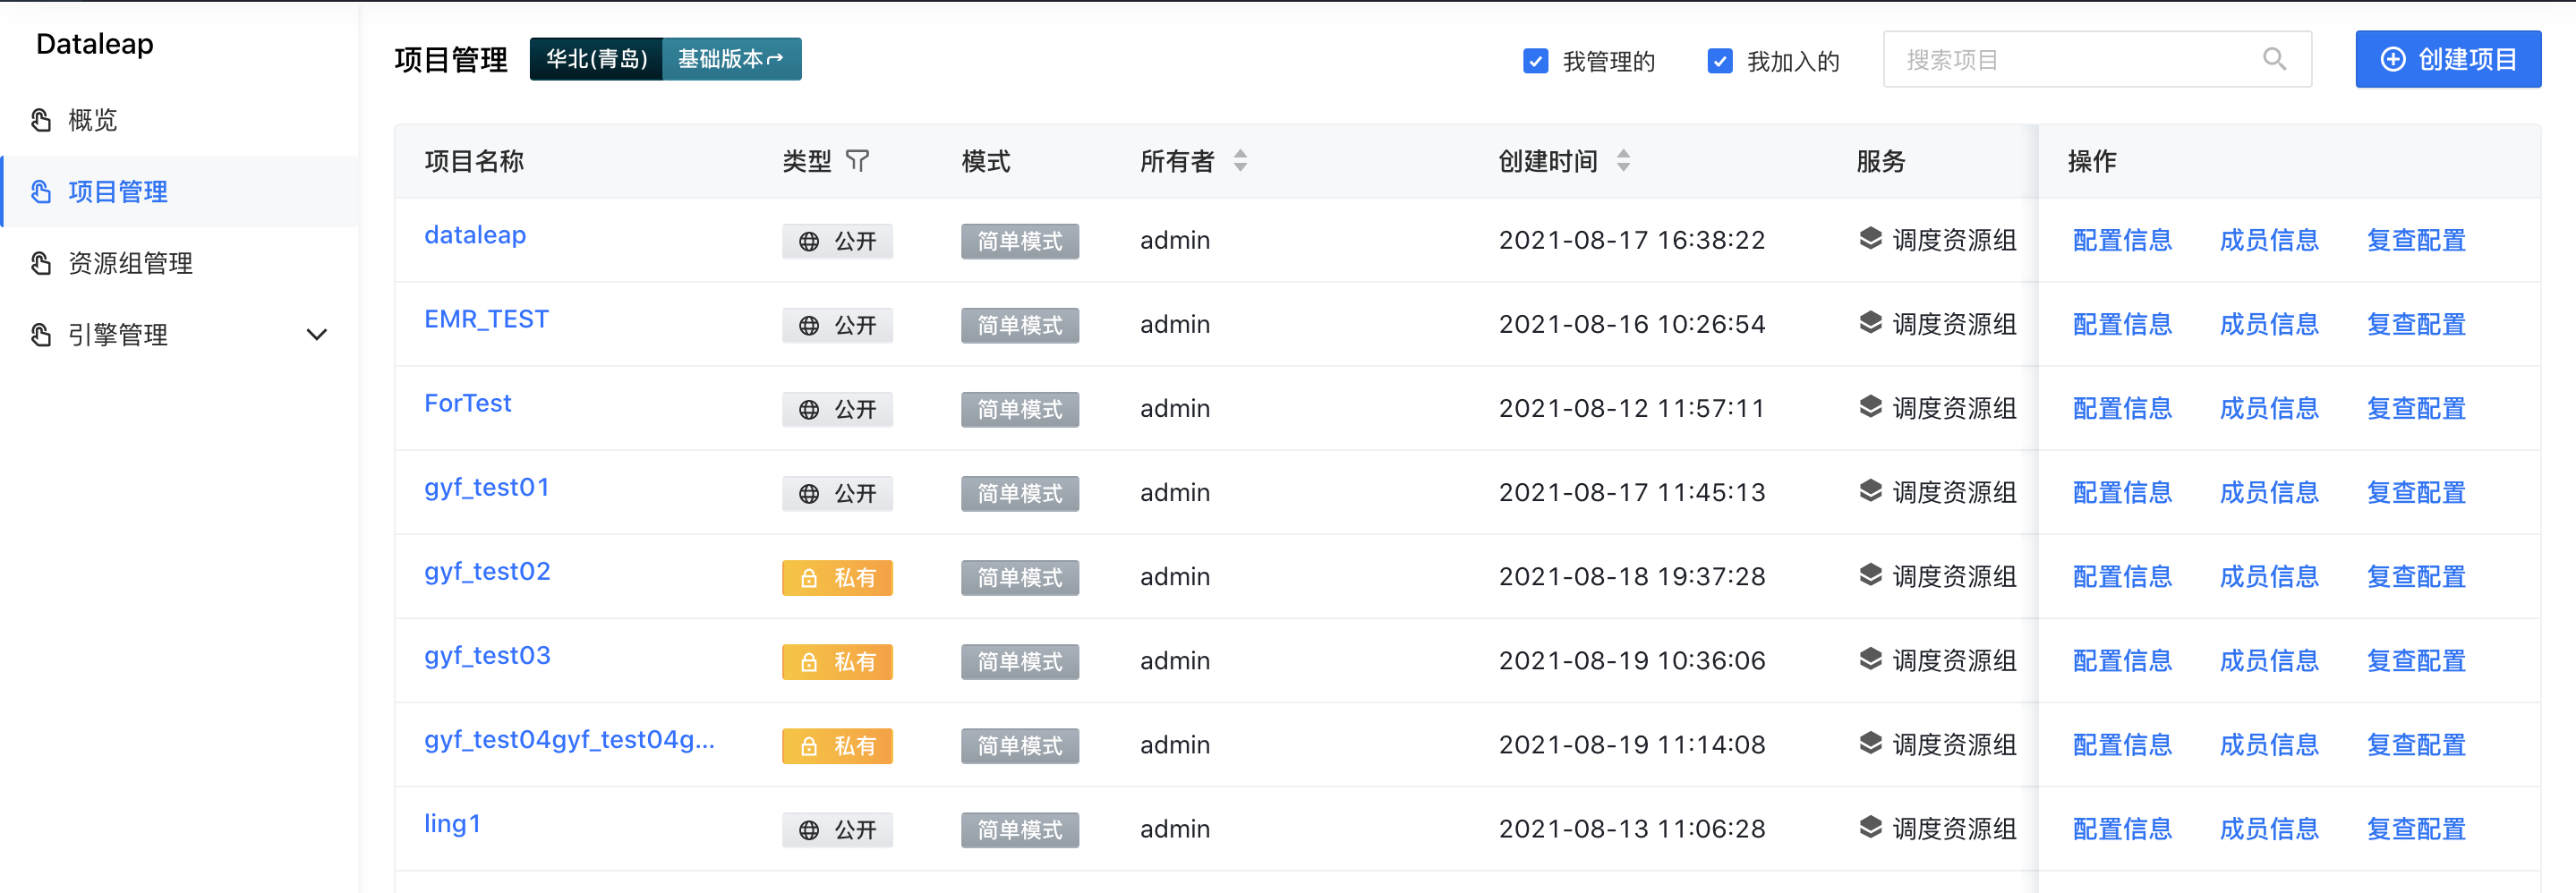 Dataleap
概览
项目管理
资源组管理
引擎管理
项目管理 华北(青岛) 基础版本 我管理的 我加入的 搜索项目 创建项目
项目名称 类型 模式 所有者 创建时间 服务 操作
dataleap 公开 简单模式 admin 2021-08-17 16:38:22 调度资源组 配置信息 成员信息 复查配置
EMR_TEST 公开 简单模式 admin 2021-08-16 10:26:54 调度资源组 配置信息 成员信息 复查配置
ForTest 公开 简单模式 admin 2021-08-12 11:57:11 调度资源组 配置信息 成员信息 复查配置
gyf_test01 公开 简单模式 admin 2021-08-17 11:45:13 调度资源组 配置信息 成员信息 复查配置
gyf_test02 私有 简单模式 admin 2021-08-18 19:37:28 调度资源组 配置信息 成员信息 复查配置
gyf_test03 私有 简单模式 admin 2021-08-19 10:36:06 调度资源组 配置信息 成员信息 复查配置
gyf_test04gyf_test04g... 私有 简单模式 admin 2021-08-19 11:14:08 调度资源组 配置信息 成员信息 复查配置
ling1 公开 简单模式 admin 2021-08-13 11:06:28 调度资源组 配置信息 成员信息 复查配置